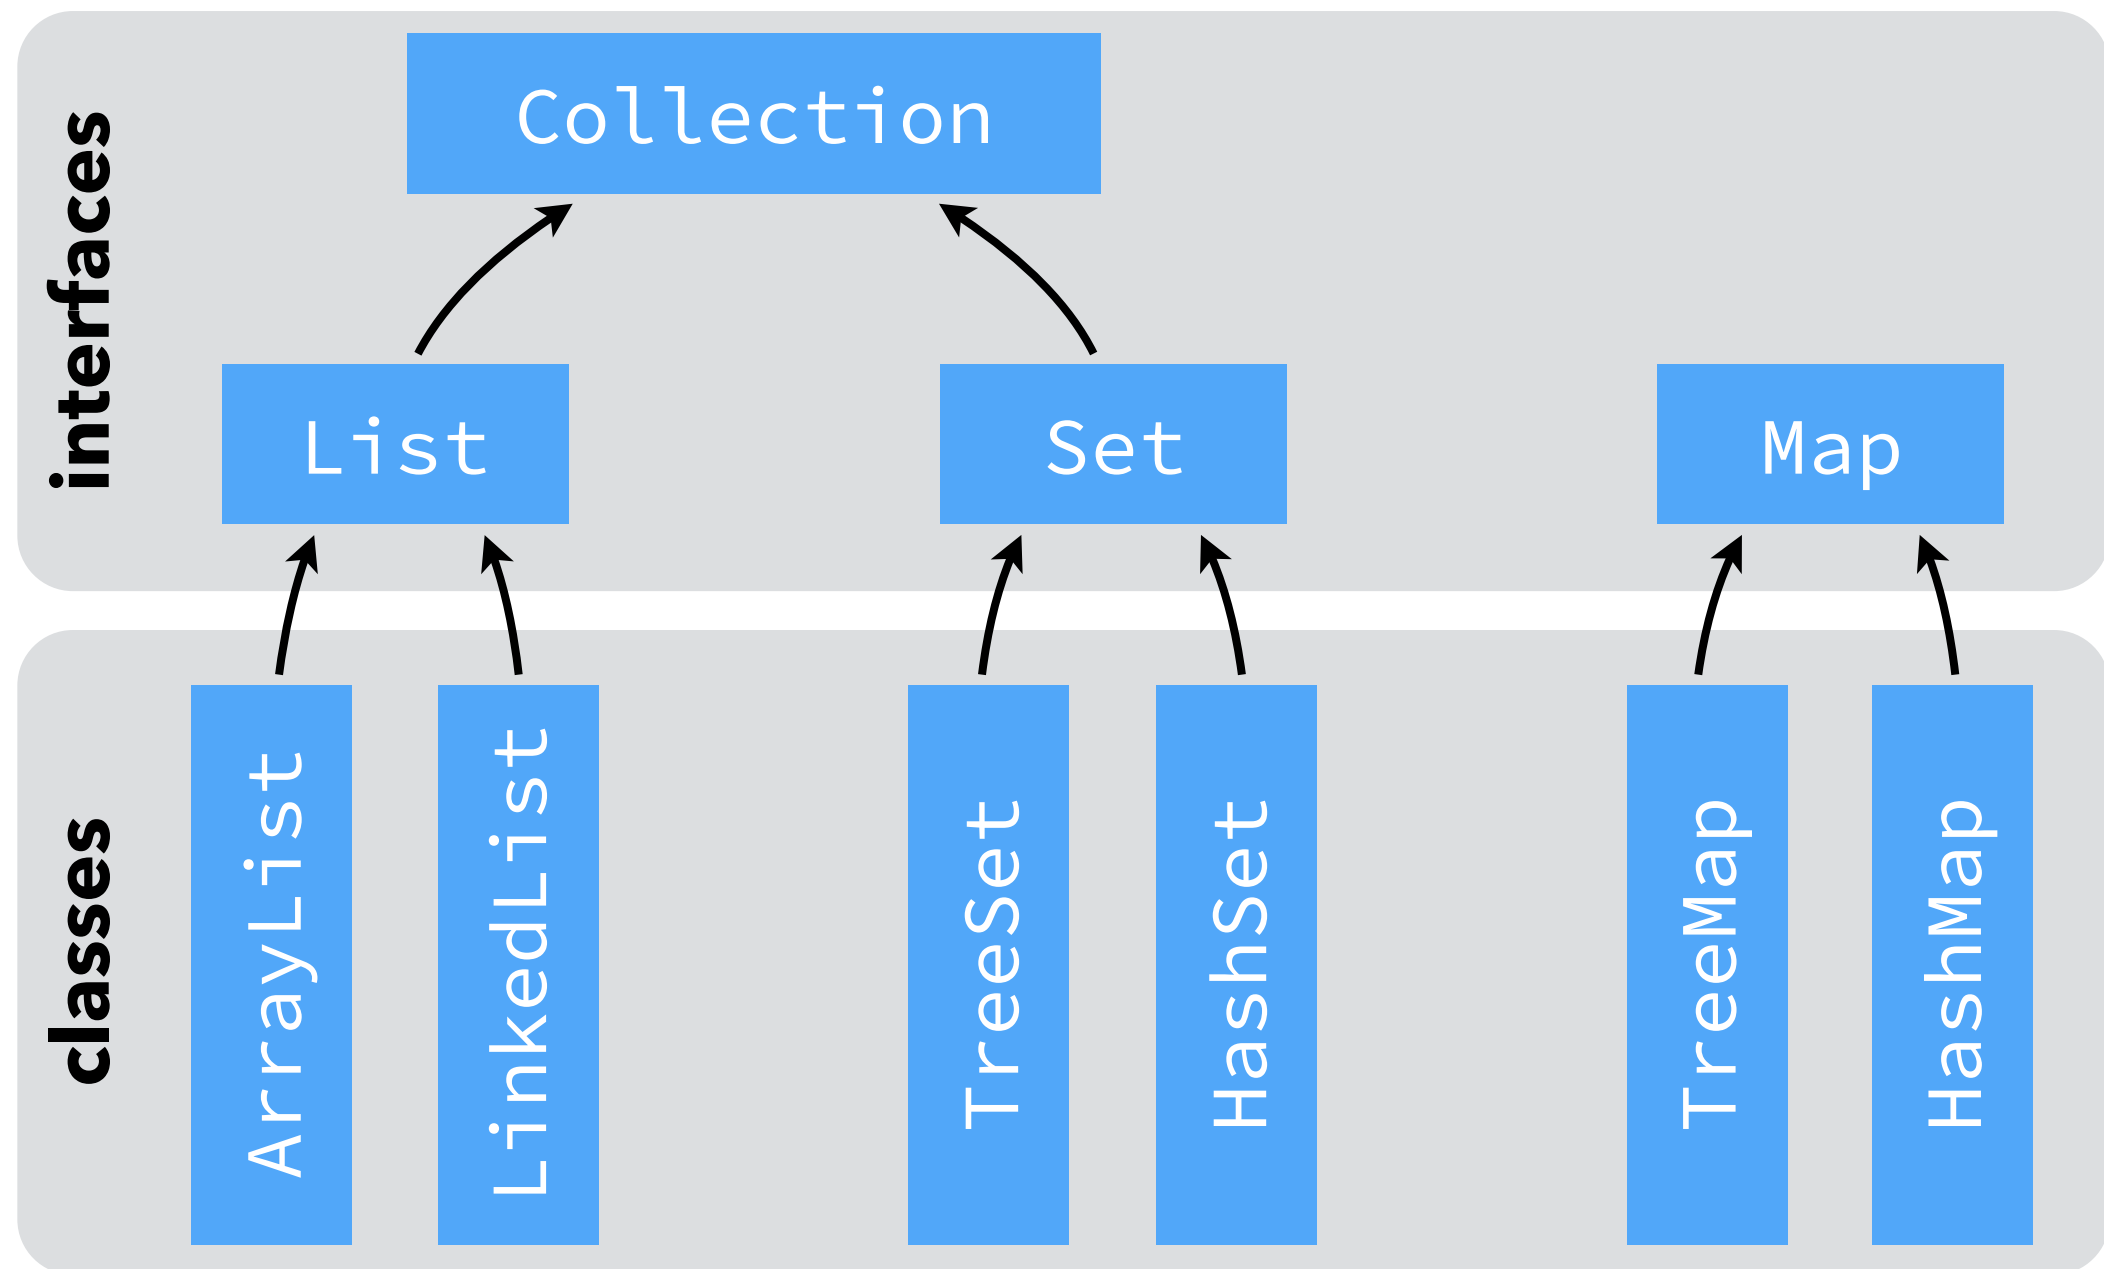 interfaces
Collection
List
Set
Map
classes
ArrayList
LinkedList
TreeSet
HashSet
TreeMap
HashMap